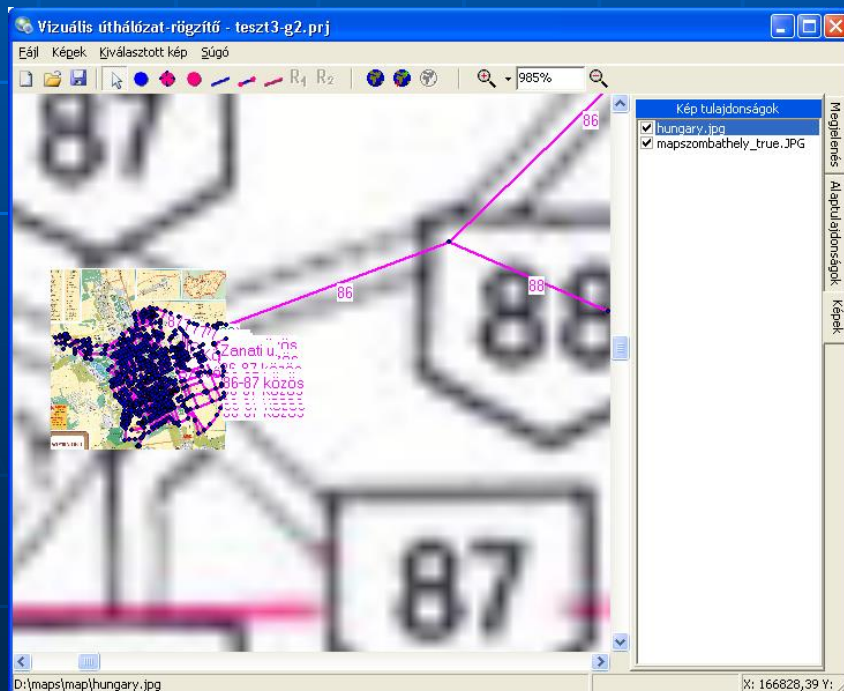 Vizuális úthálózat-rögzítő - teszt3-g2.prj
Fájl Képek Kiválasztott kép Súgó
R1 R2 985%
87
86
86
88
88
Zanati u.
86-87 közös
87
Kép tulajdonságok
hungary.jpg
mapszombathely_true.JPG
Megjelenés
Alaptulajdonságok
Képek
D:\maps\map\hungary.jpg
X: 166828,39 Y: